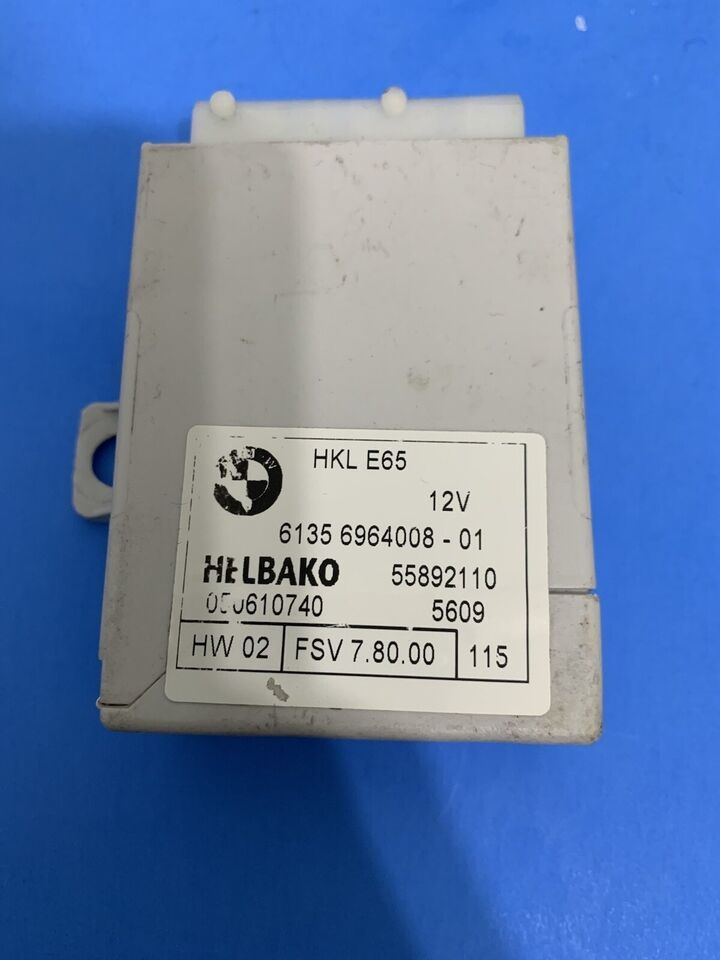 HKL E65
12V
6135 6964008 - 01
HELBAKO 55892110
5609
HW 02 FSV 7.80.00 115